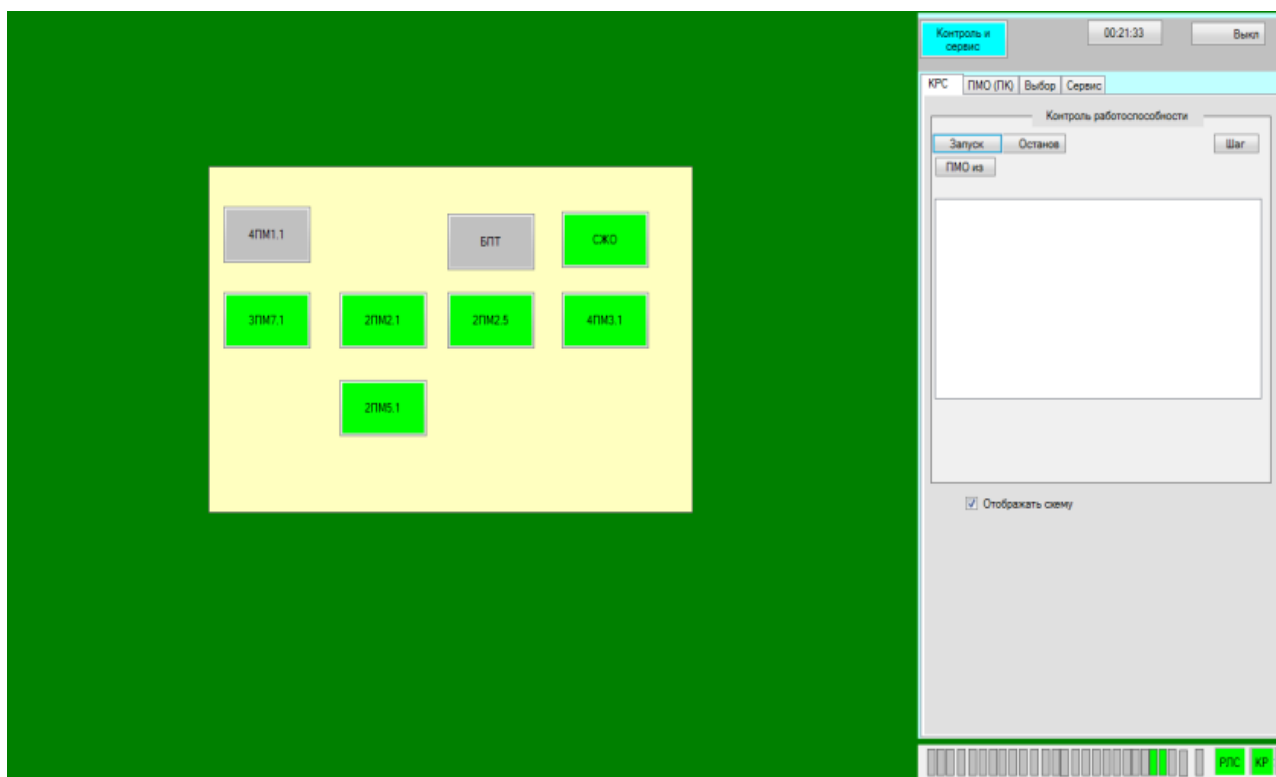 Контроль и
сервис
00:21:33
Выкл
КРС
ПМО (ПК)
Выбор
Сервис
Контроль работоспособности
Запуск
Останов
Шаг
ПМО из
4ПМ1.1
БПТ
СЖО
3ПМ7.1
2ПМ2.1
2ПМ2.5
4ПМ3.1
2ПМ5.1
Отображать схему
РЛС
КР